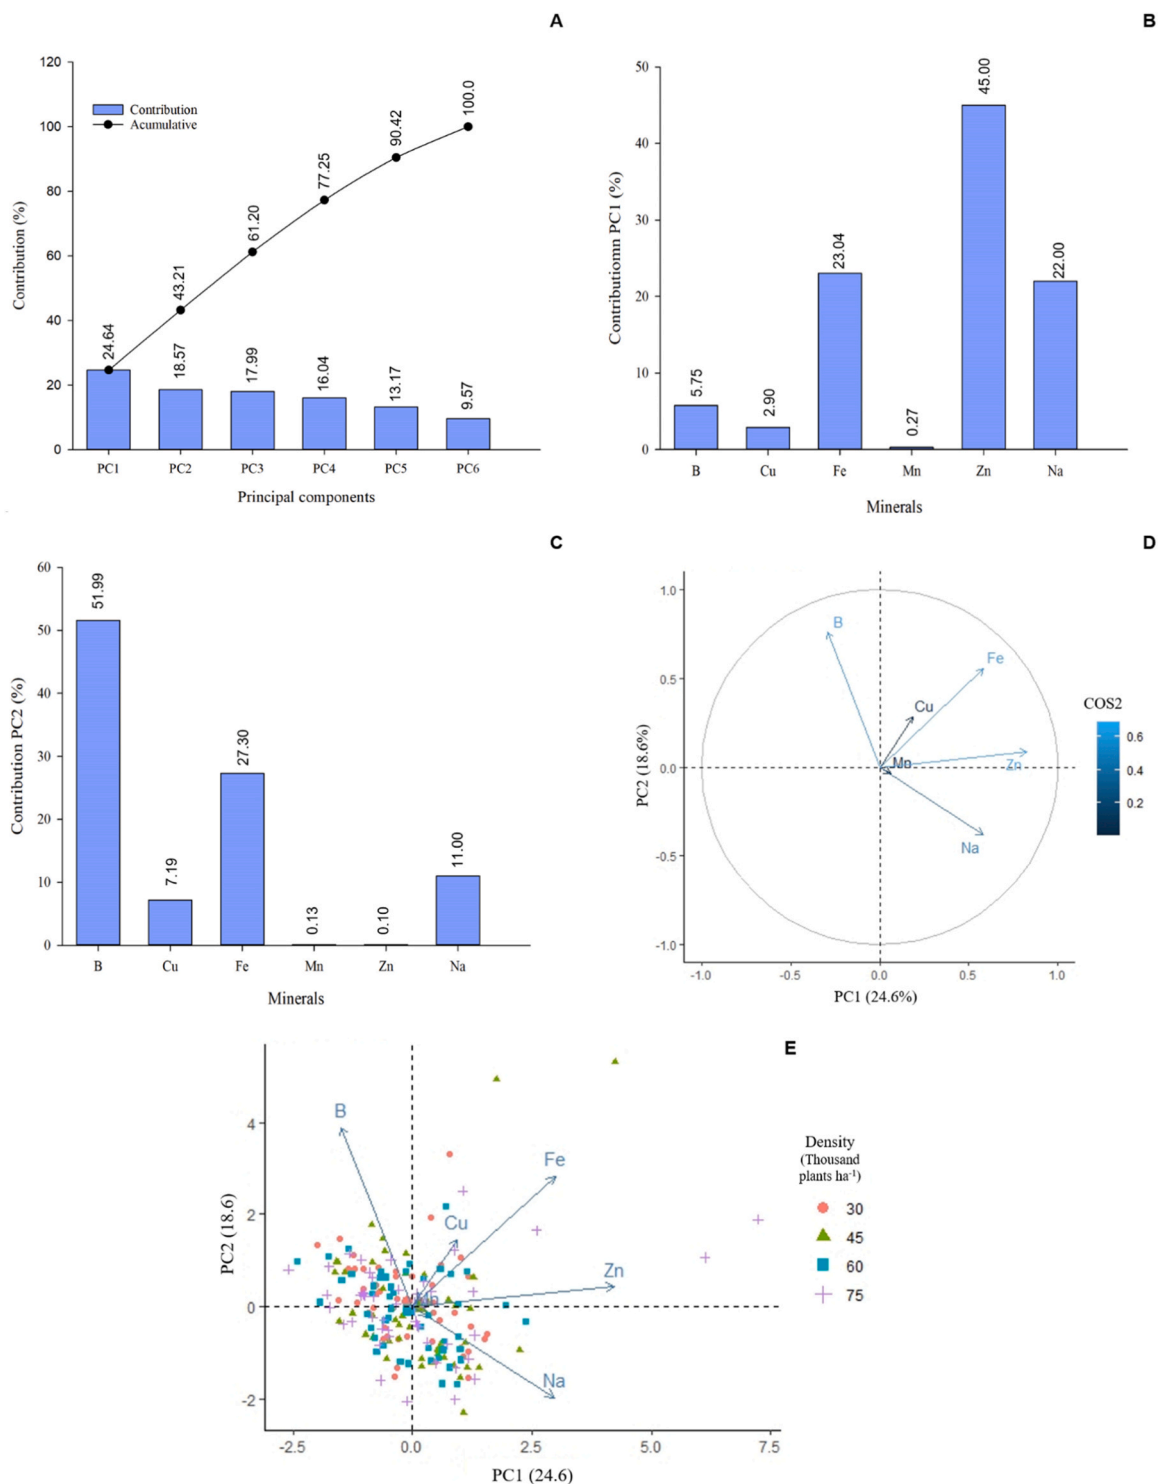 A
120
100
80
60
40
20
0
Contribution (%)
Contribution
Acumulative
24.64
43.21
61.20
77.25
90.42
100.0
18.57
17.99
16.04
13.17
9.57
PC1 PC2 PC3 PC4 PC5 PC6
Principal components
B
50
40
30
20
10
0
Contributiomn PC1 (%)
5.75
2.90
23.04
0.27
45.00
22.00
B Cu Fe Mn Zn Na
Minerals
C
60
50
40
30
20
10
0
Contribution PC2 (%)
51.99
7.19
27.30
0.13
0.10
11.00
B Cu Fe Mn Zn Na
Minerals
D
1.0
0.5
0.0
-0.5
-1.0
PC2 (18.6%)
B
Fe
Cu
Mn
Zn
Na
-1.0 -0.5 0.0 0.5 1.0
PC1 (24.6%)
COS2
0.6
0.4
0.2
E
4
2
0
-2
PC2 (18.6)
B
Fe
Cu
Zn
Mn
Na
-2.5 0.0 2.5 5.0 7.5
PC1 (24.6)
Density
(Thousand
plants ha⁻¹)
30
45
60
75